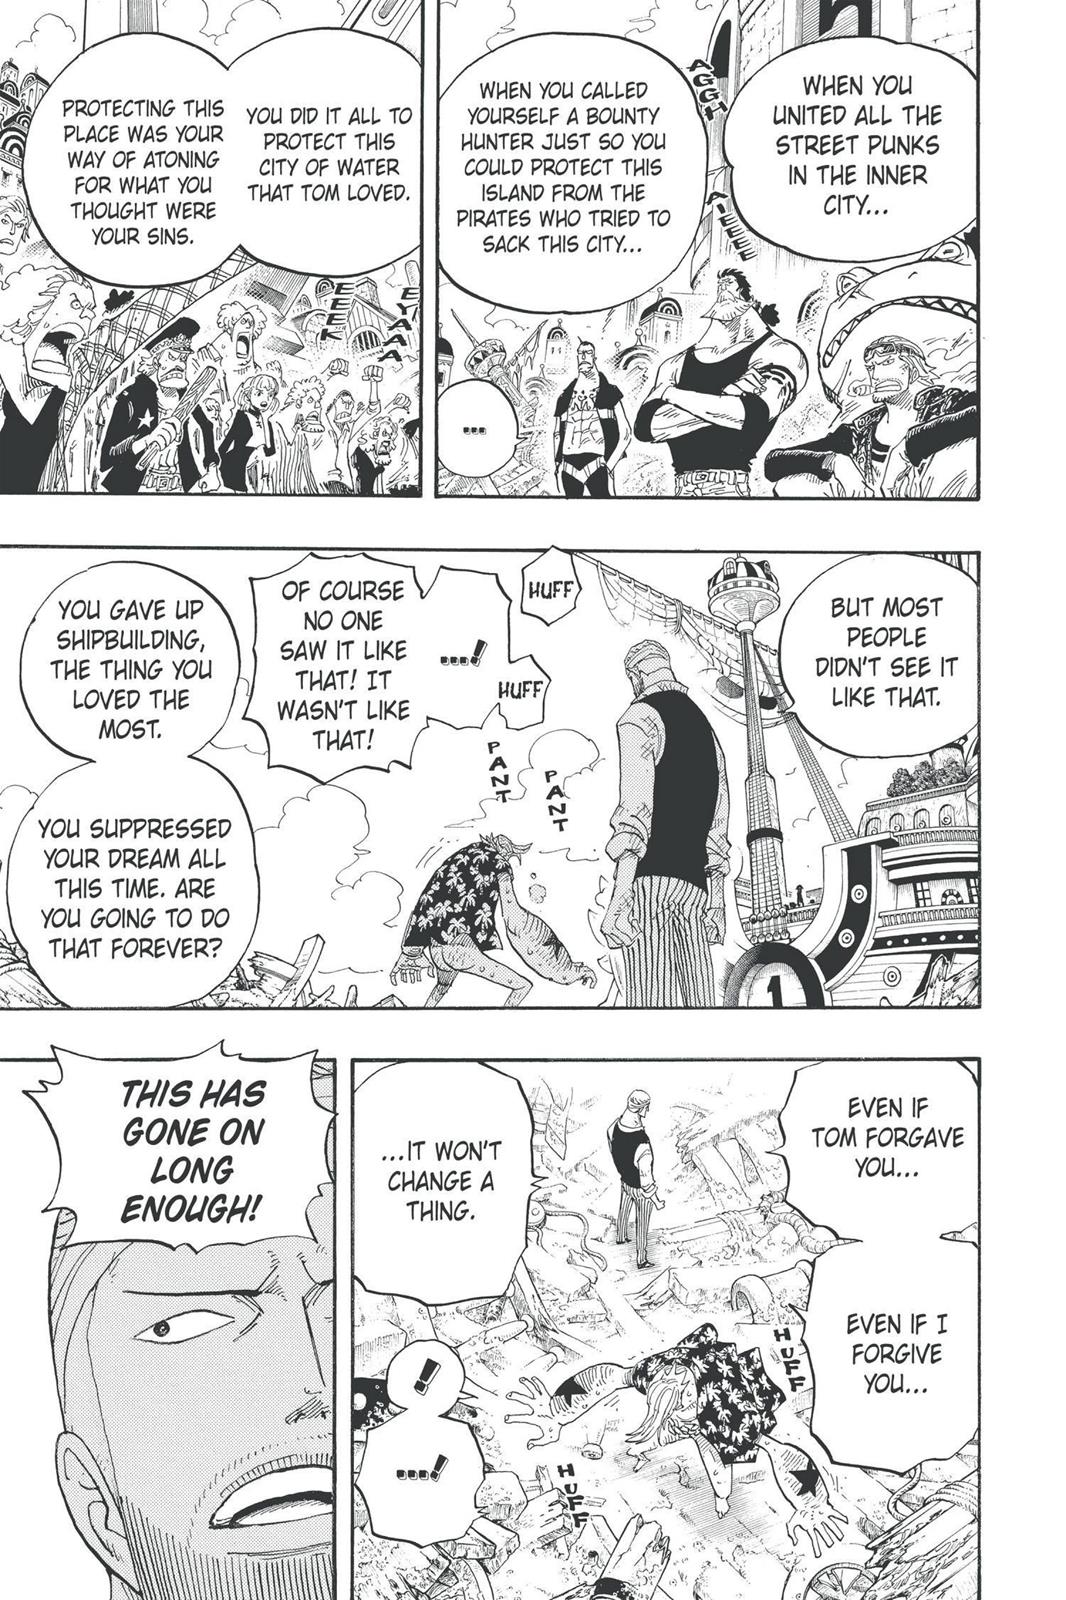 WHEN YOU
UNITED ALL THE
STREET PUNKS
IN THE INNER
CITY...
AGGH
AIEEE
WHEN YOU CALLED
YOURSELF A BOUNTY
HUNTER JUST SO YOU
COULD PROTECT THIS
ISLAND FROM THE
PIRATES WHO TRIED TO
SACK THIS CITY...
...
YOU DID IT ALL TO
PROTECT THIS
CITY OF WATER
THAT TOM LOVED.
PROTECTING THIS
PLACE WAS YOUR
WAY OF ATONING
FOR WHAT YOU
THOUGHT WERE
YOUR SINS.
EYAAA
EEEK
BUT MOST
PEOPLE
DIDN'T SEE IT
LIKE THAT.
HUFF
...!
HUFF
OF COURSE
NO ONE
SAW IT LIKE
THAT! IT
WASN'T LIKE
THAT!
PANT
PANT
1
YOU GAVE UP
SHIPBUILDING,
THE THING YOU
LOVED THE
MOST.
YOU SUPPRESSED
YOUR DREAM ALL
THIS TIME. ARE
YOU GOING TO DO
THAT FOREVER?
EVEN IF
TOM FORGAVE
YOU...
EVEN IF I
FORGIVE
YOU...
HUFF
HUFF
...IT WON'T
CHANGE A
THING.
!
...!
THIS HAS
GONE ON
LONG
ENOUGH!